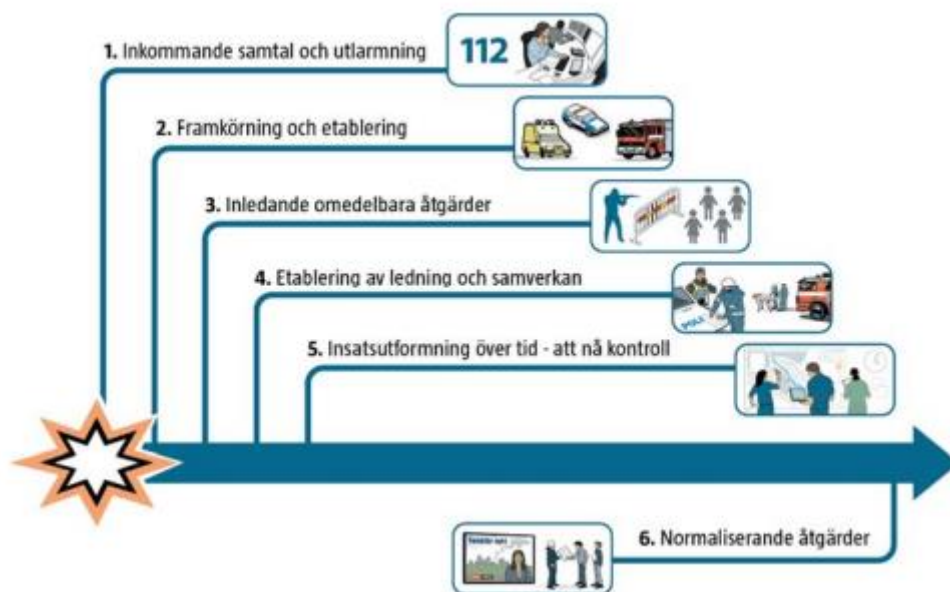 1. Inkommande samtal och utlarmning
112
2. Framkörning och etablering
3. Inledande omedelbara åtgärder
4. Etablering av ledning och samverkan
POLIS
5. Insatsutformning över tid - att nå kontroll
6. Normaliserande åtgärder